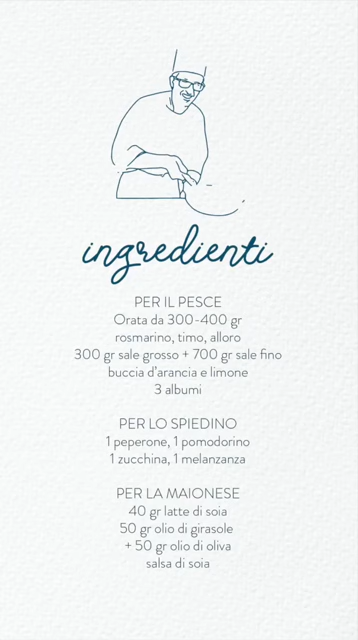 ingredienti
PER IL PESCE
Orata da 300-400 gr
rosmarino, timo, alloro
300 gr sale grosso + 700 gr sale fino
buccia d'arancia e limone
3 albumi
PER LO SPIEDINO
1 peperone, 1 pomodorino
1 zucchina, 1 melanzana
PER LA MAIONESE
40 gr latte di soia
50 gr olio di girasole
+ 50 gr olio di oliva
salsa di soia